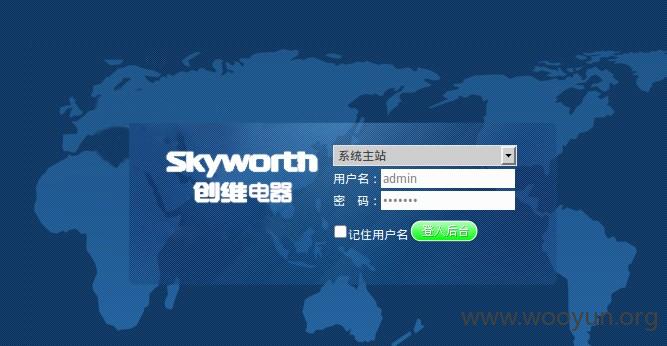 Skyworth
创维电器
系统主站
用户名：admin
密　码：•••••••
记住用户名 登入后台
www.wooyun.org